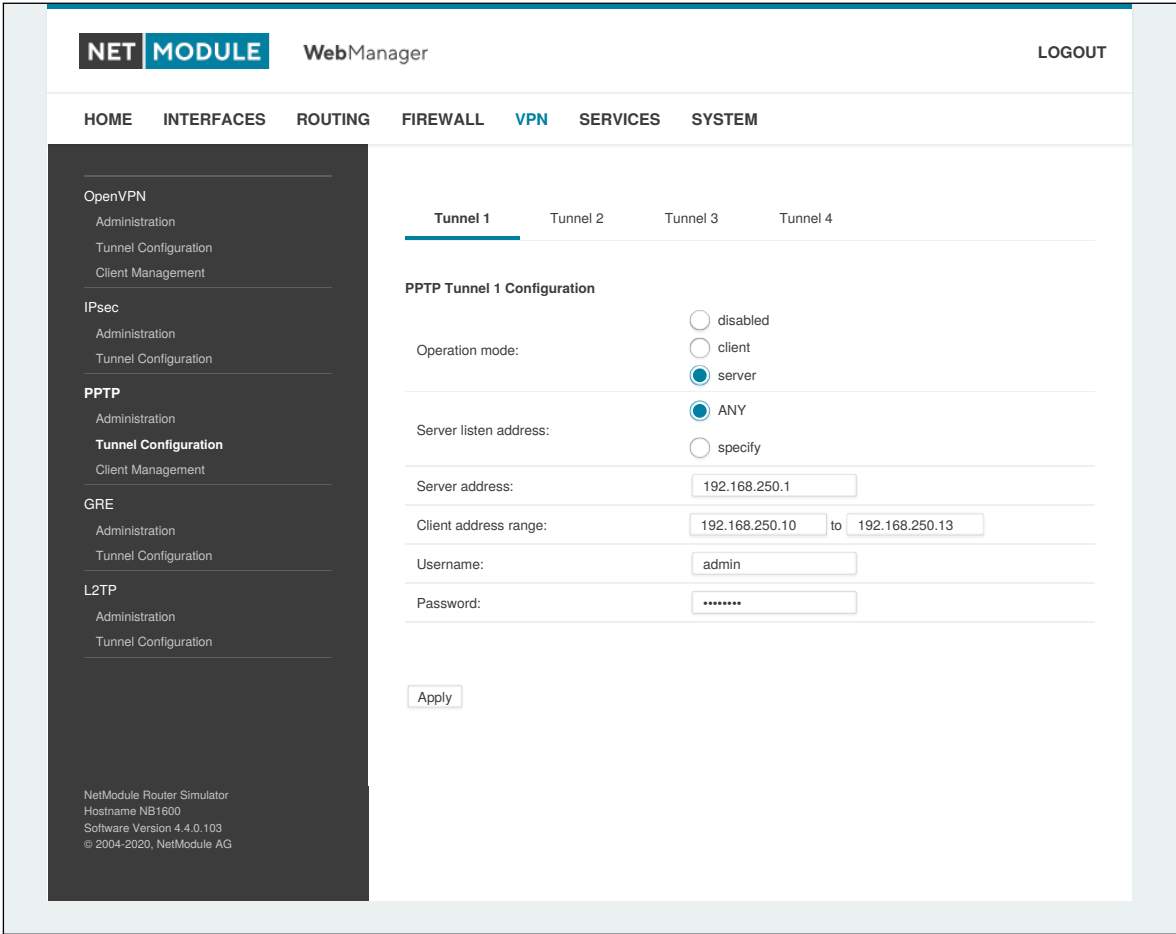 NET MODULE WebManager LOGOUT
HOME INTERFACES ROUTING FIREWALL VPN SERVICES SYSTEM
OpenVPN
Administration
Tunnel Configuration
Client Management
IPsec
Administration
Tunnel Configuration
PPTP
Administration
Tunnel Configuration
Client Management
GRE
Administration
Tunnel Configuration
L2TP
Administration
Tunnel Configuration
NetModule Router Simulator
Hostname NB1600
Software Version 4.4.0.103
© 2004-2020, NetModule AG
Tunnel 1 Tunnel 2 Tunnel 3 Tunnel 4
PPTP Tunnel 1 Configuration
Operation mode:
disabled
client
server
Server listen address:
ANY
specify
Server address: 192.168.250.1
Client address range: 192.168.250.10 to 192.168.250.13
Username: admin
Password: ••••••••
Apply